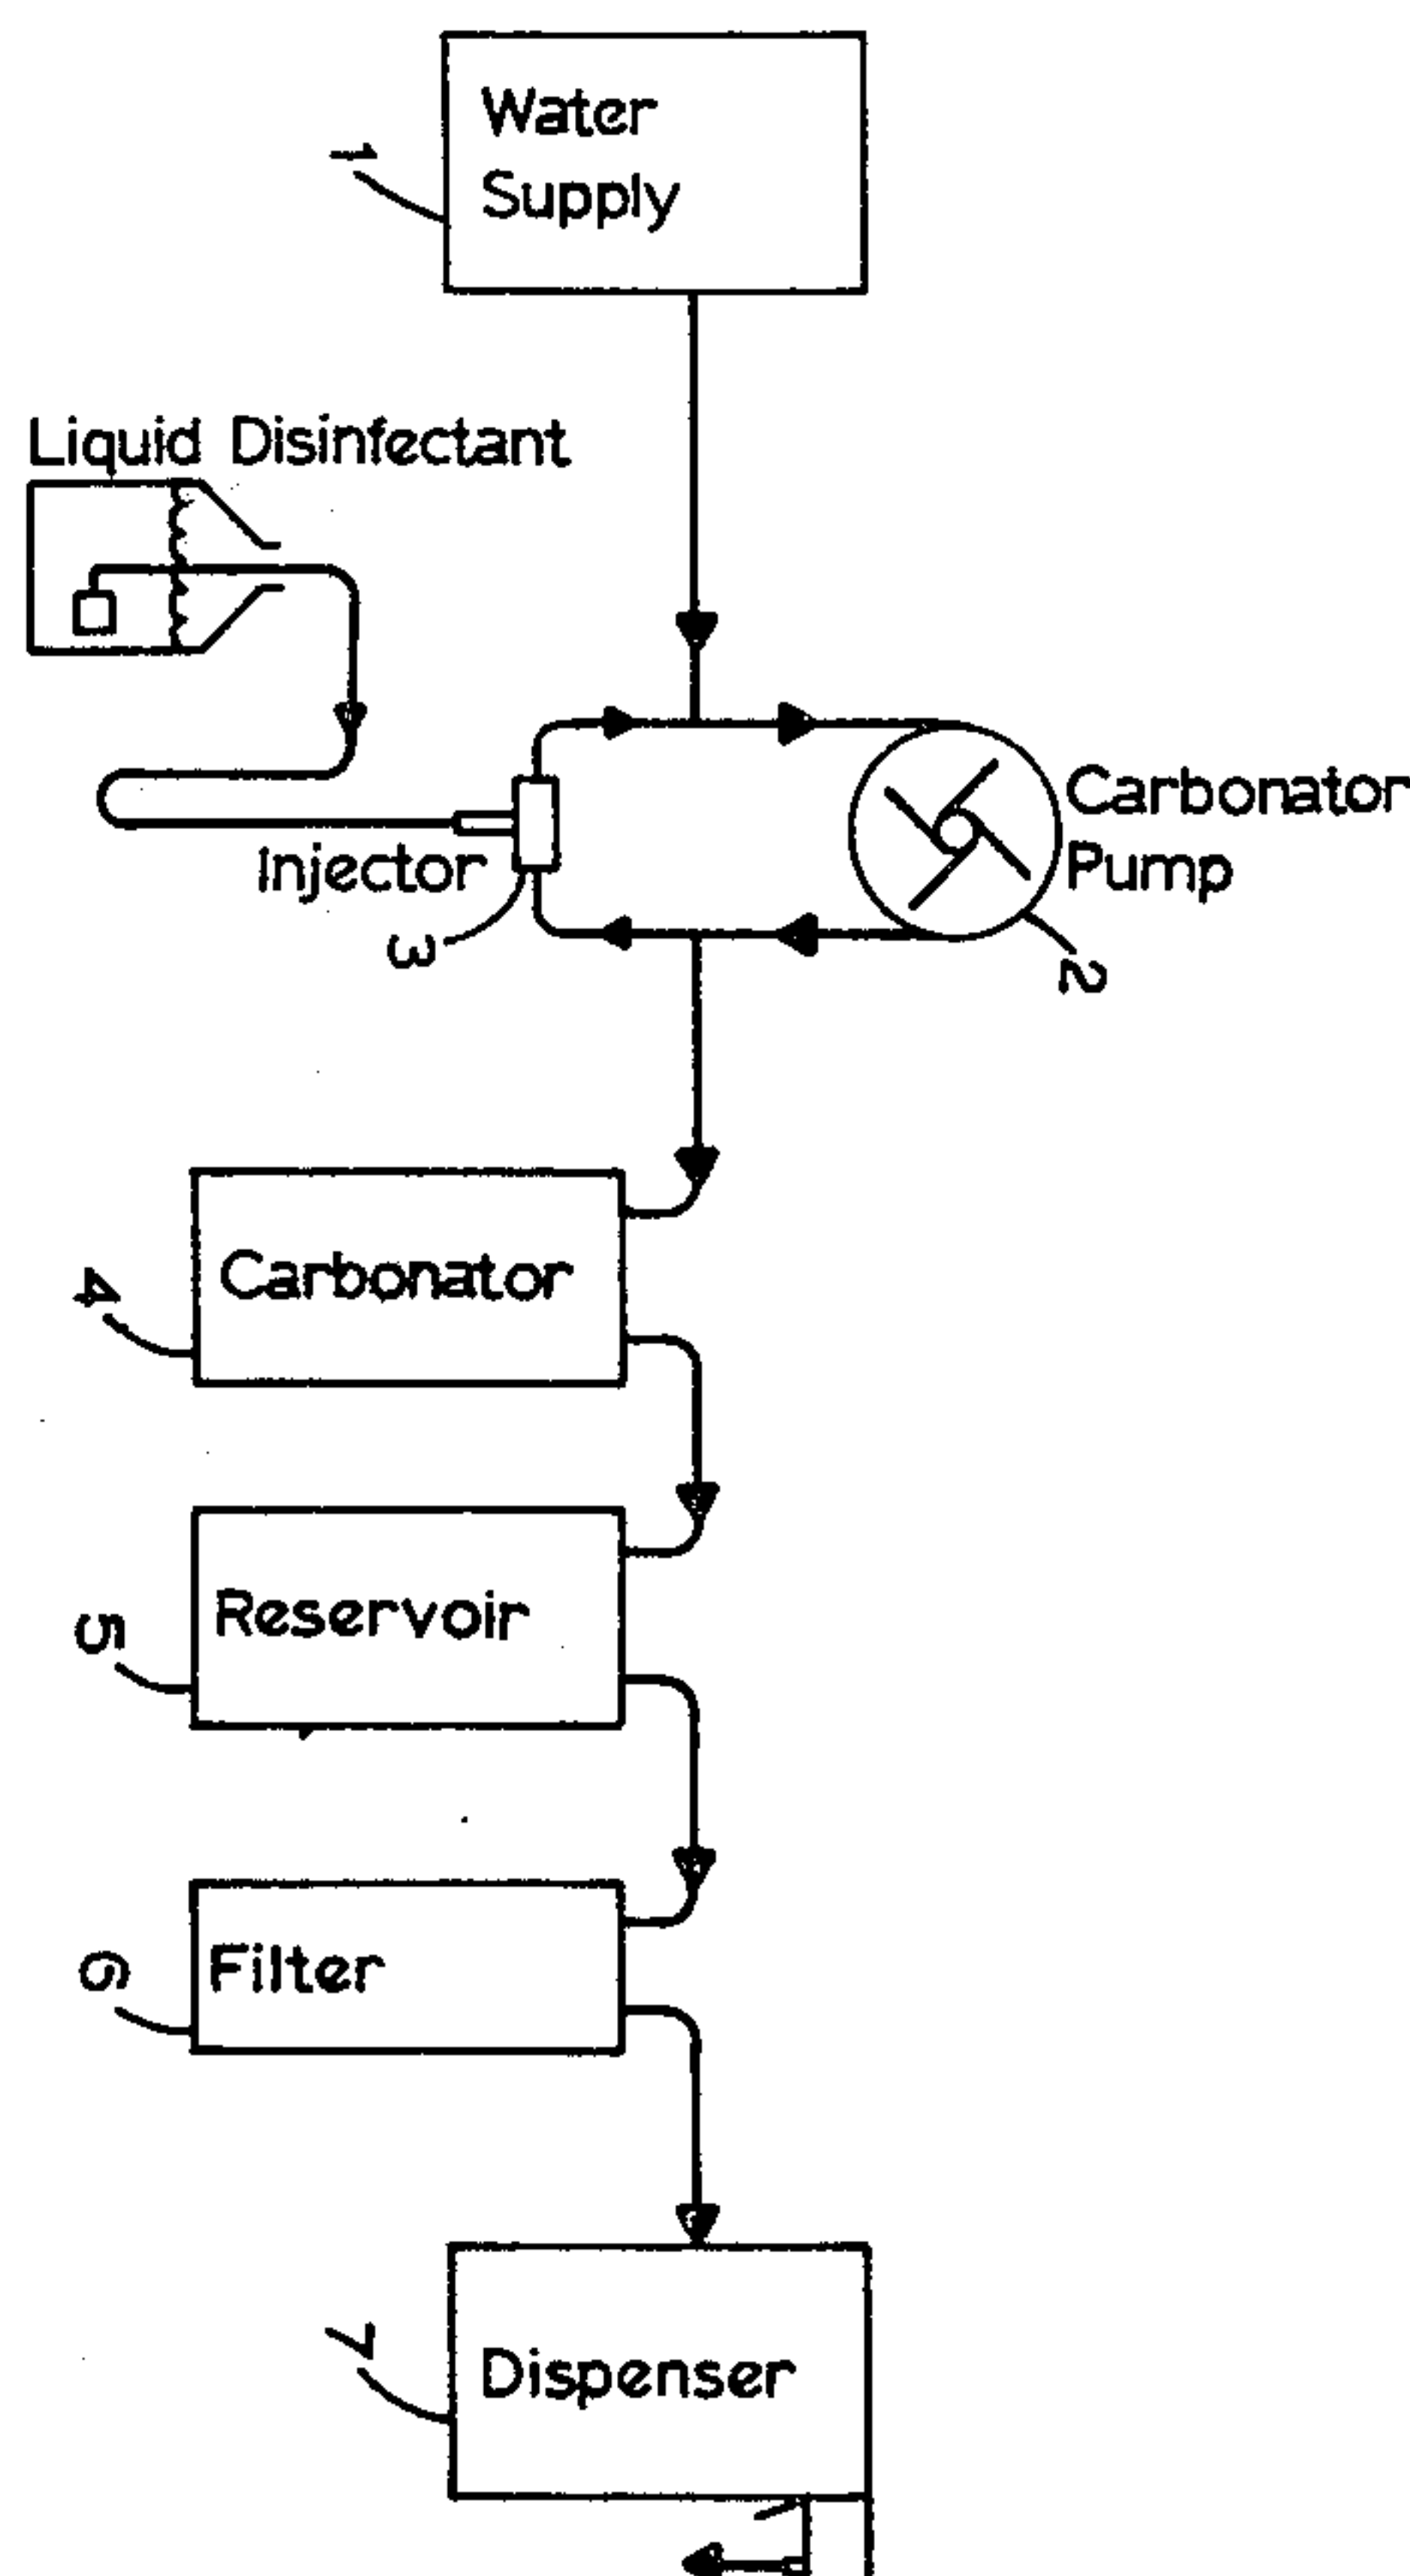 Water
Supply
1
Liquid Disinfectant
Carbonator
Pump
Injector
3
2
Carbonator
4
Reservoir
5
Filter
6
Dispenser
7